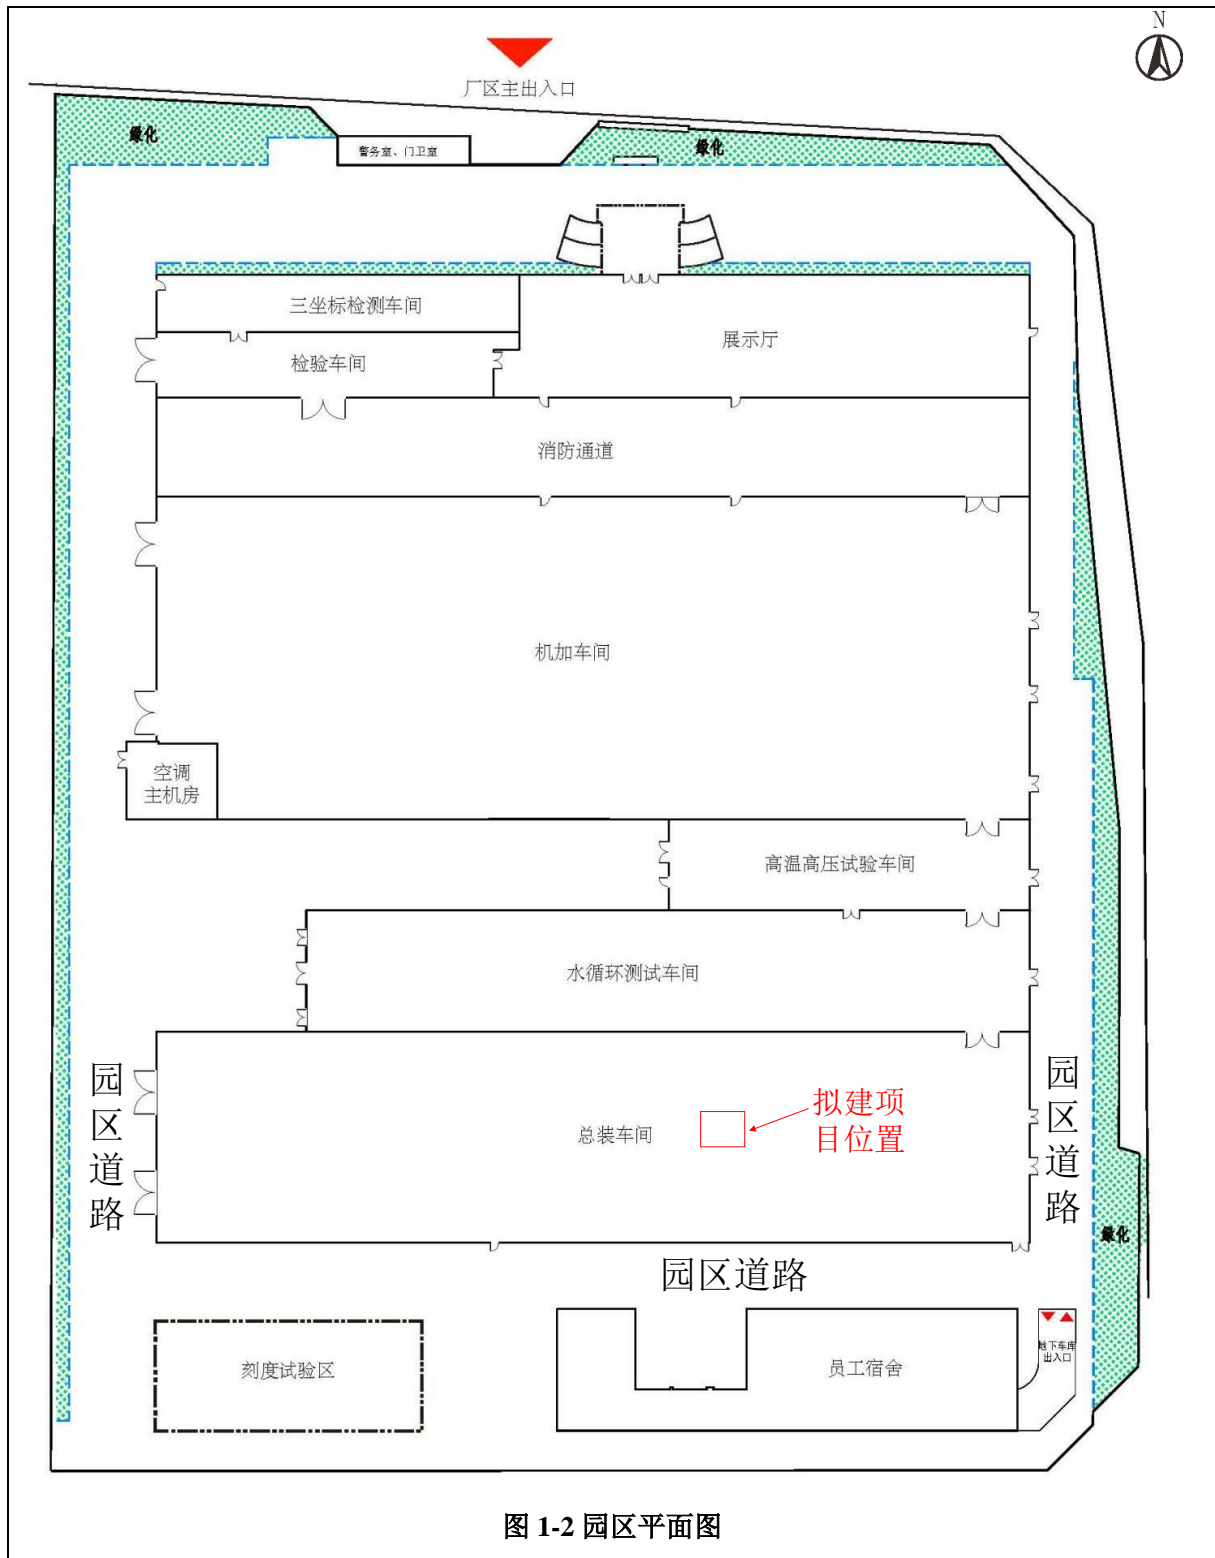 N
厂区主出入口
绿化
绿化
警务室、门卫室
三坐标检测车间
展示厅
检验车间
消防通道
机加车间
空调
主机房
高温高压试验车间
水循环测试车间
园区道路
园区道路
拟建项
目位置
总装车间
绿化
园区道路
地下车库
出入口
刻度试验区
员工宿舍
图 1-2 园区平面图